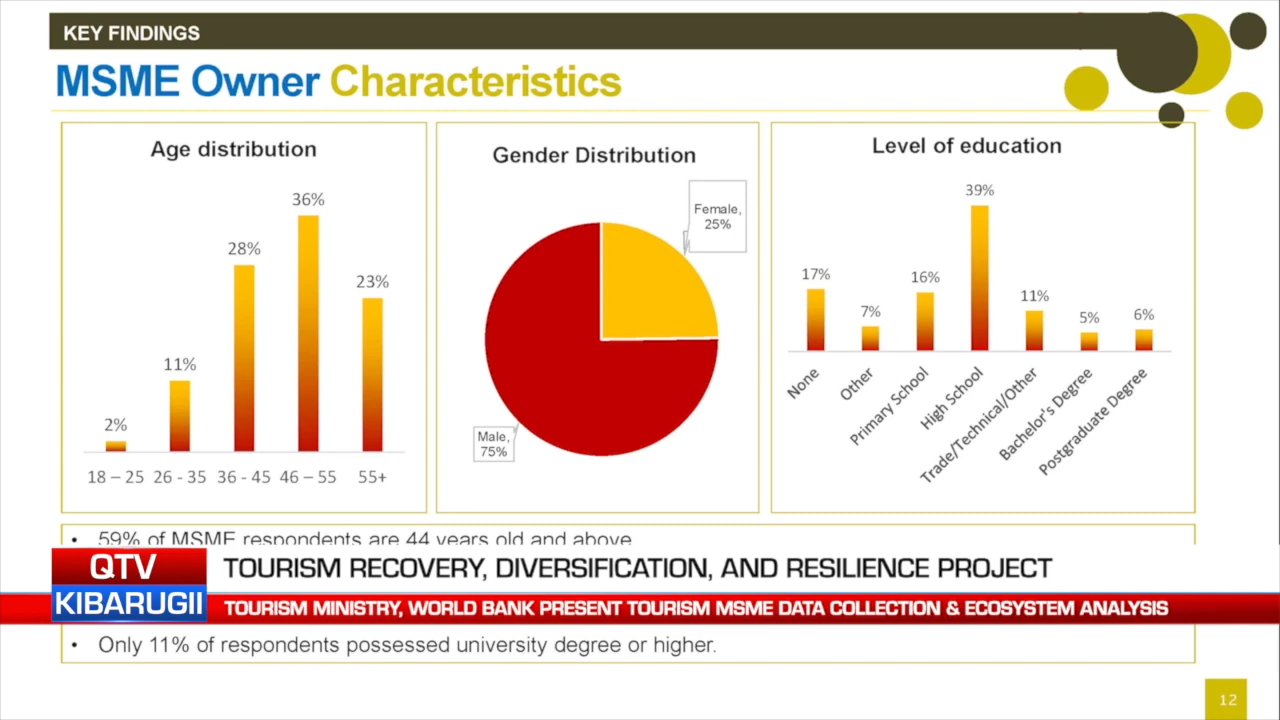 KEY FINDINGS
MSME Owner Characteristics
Age distribution
36%
28%
23%
11%
2%
18 – 25 26 - 35 36 - 45 46 – 55 55+
Gender Distribution
Female,
25%
Male,
75%
Level of education
39%
17%
16%
11%
7%
5%
6%
None
Other
Primary School
High School
Trade/Technical/Other
Bachelor's Degree
Postgraduate Degree
• 59% of MSME respondents are 44 years old and above
QTV
KIBARUGII
TOURISM RECOVERY, DIVERSIFICATION, AND RESILIENCE PROJECT
TOURISM MINISTRY, WORLD BANK PRESENT TOURISM MSME DATA COLLECTION & ECOSYSTEM ANALYSIS
• Only 11% of respondents possessed university degree or higher.
12